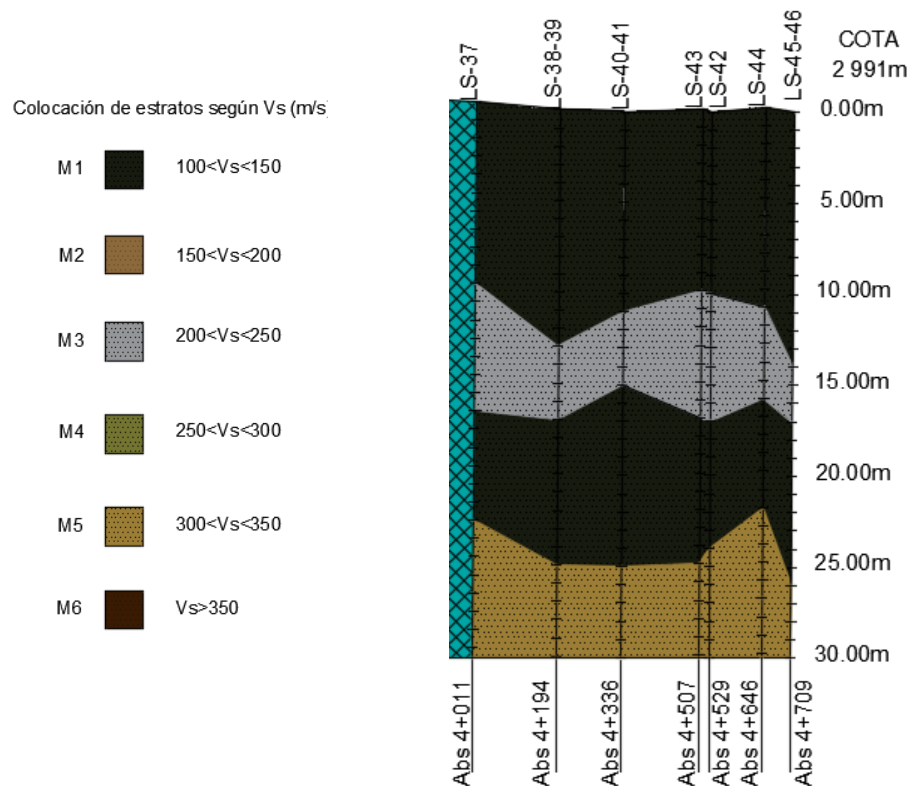 Colocación de estratos según Vs (m/s)
M1 100<Vs<150
M2 150<Vs<200
M3 200<Vs<250
M4 250<Vs<300
M5 300<Vs<350
M6 Vs>350
LS-37
S-38-39
LS-40-41
LS-43
LS-42
LS-44
LS-45-46
COTA
2 991m
0.00m
5.00m
10.00m
15.00m
20.00m
25.00m
30.00m
Abs 4+011
Abs 4+194
Abs 4+336
Abs 4+507
Abs 4+529
Abs 4+646
Abs 4+709